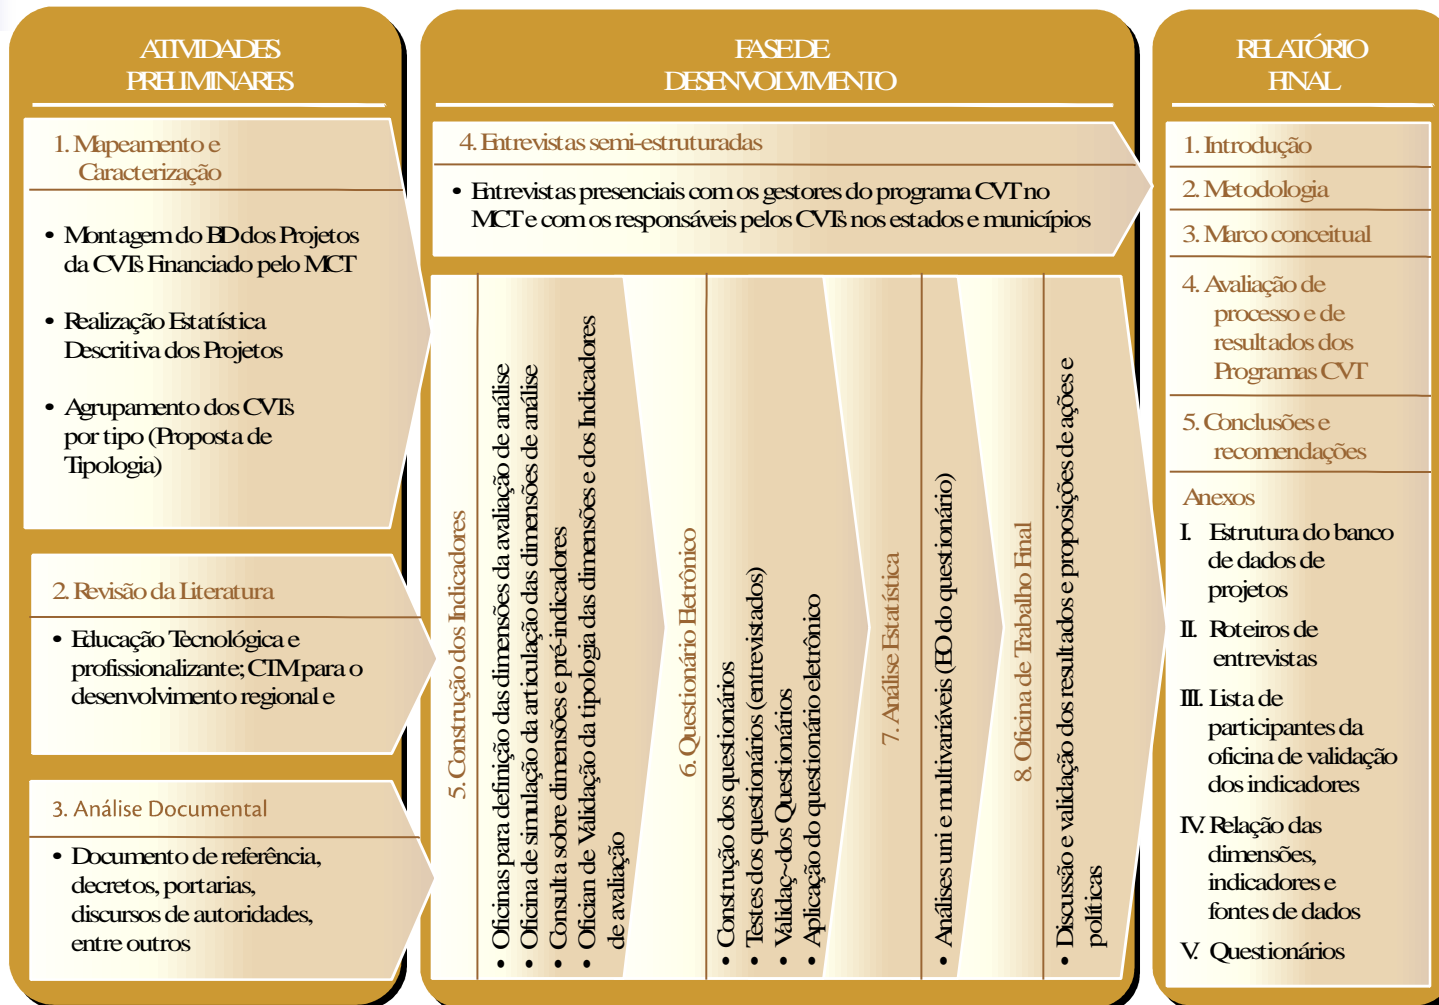 ATIVIDADES
PRELIMINARES
1. Mapeamento e
Caracterização
• Montagem do BD dos Projetos
da CVTs Financiado pelo MCT
• Realização Estatística
Descritiva dos Projetos
• Agrupamento dos CVTs
por tipo (Proposta de
Tipologia)
2. Revisão da Literatura
• Educação Tecnológica e
profissionalizante; CTM para o
desenvolvimento regional e
3. Análise Documental
• Documento de referência,
decretos, portarias,
discursos de autoridades,
entre outros
FASE DE
DESENVOLVIMENTO
4. Entrevistas semi-estruturadas
• Entrevistas presenciais com os gestores do programa CVT no
MCT e com os responsáveis pelos CVTs nos estados e municípios
5. Construção dos Indicadores
• Oficinas para definição das dimensões da avaliação de análise
• Oficina de simulação da articulação das dimensões de análise
• Consulta sobre dimensões e pré-indicadores
• Ofician de Validação da tipologia das dimensões e dos Indicadores
de avaliação
6. Questionário Eletrônico
• Construção dos questionários
• Testes dos questionários (entrevistados)
• Validaç~dos Questionários
• Aplicação do questionário eletrônico
7. Análise Estatística
• Análises uni e multivariáveis (EO do questionário)
8. Oficina de Trabalho Final
• Discussão e validação dos resultados e proposições de ações e
políticas
RELATÓRIO
FINAL
1. Introdução
2. Metodologia
3. Marco conceitual
4. Avaliação de
processo e de
resultados dos
Programas CVT
5. Conclusões e
recomendações
Anexos
I. Estrutura do banco
de dados de
projetos
II. Roteiros de
entrevistas
III. Lista de
participantes da
oficina de validação
dos indicadores
IV. Relação das
dimensões,
indicadores e
fontes de dados
V. Questionários